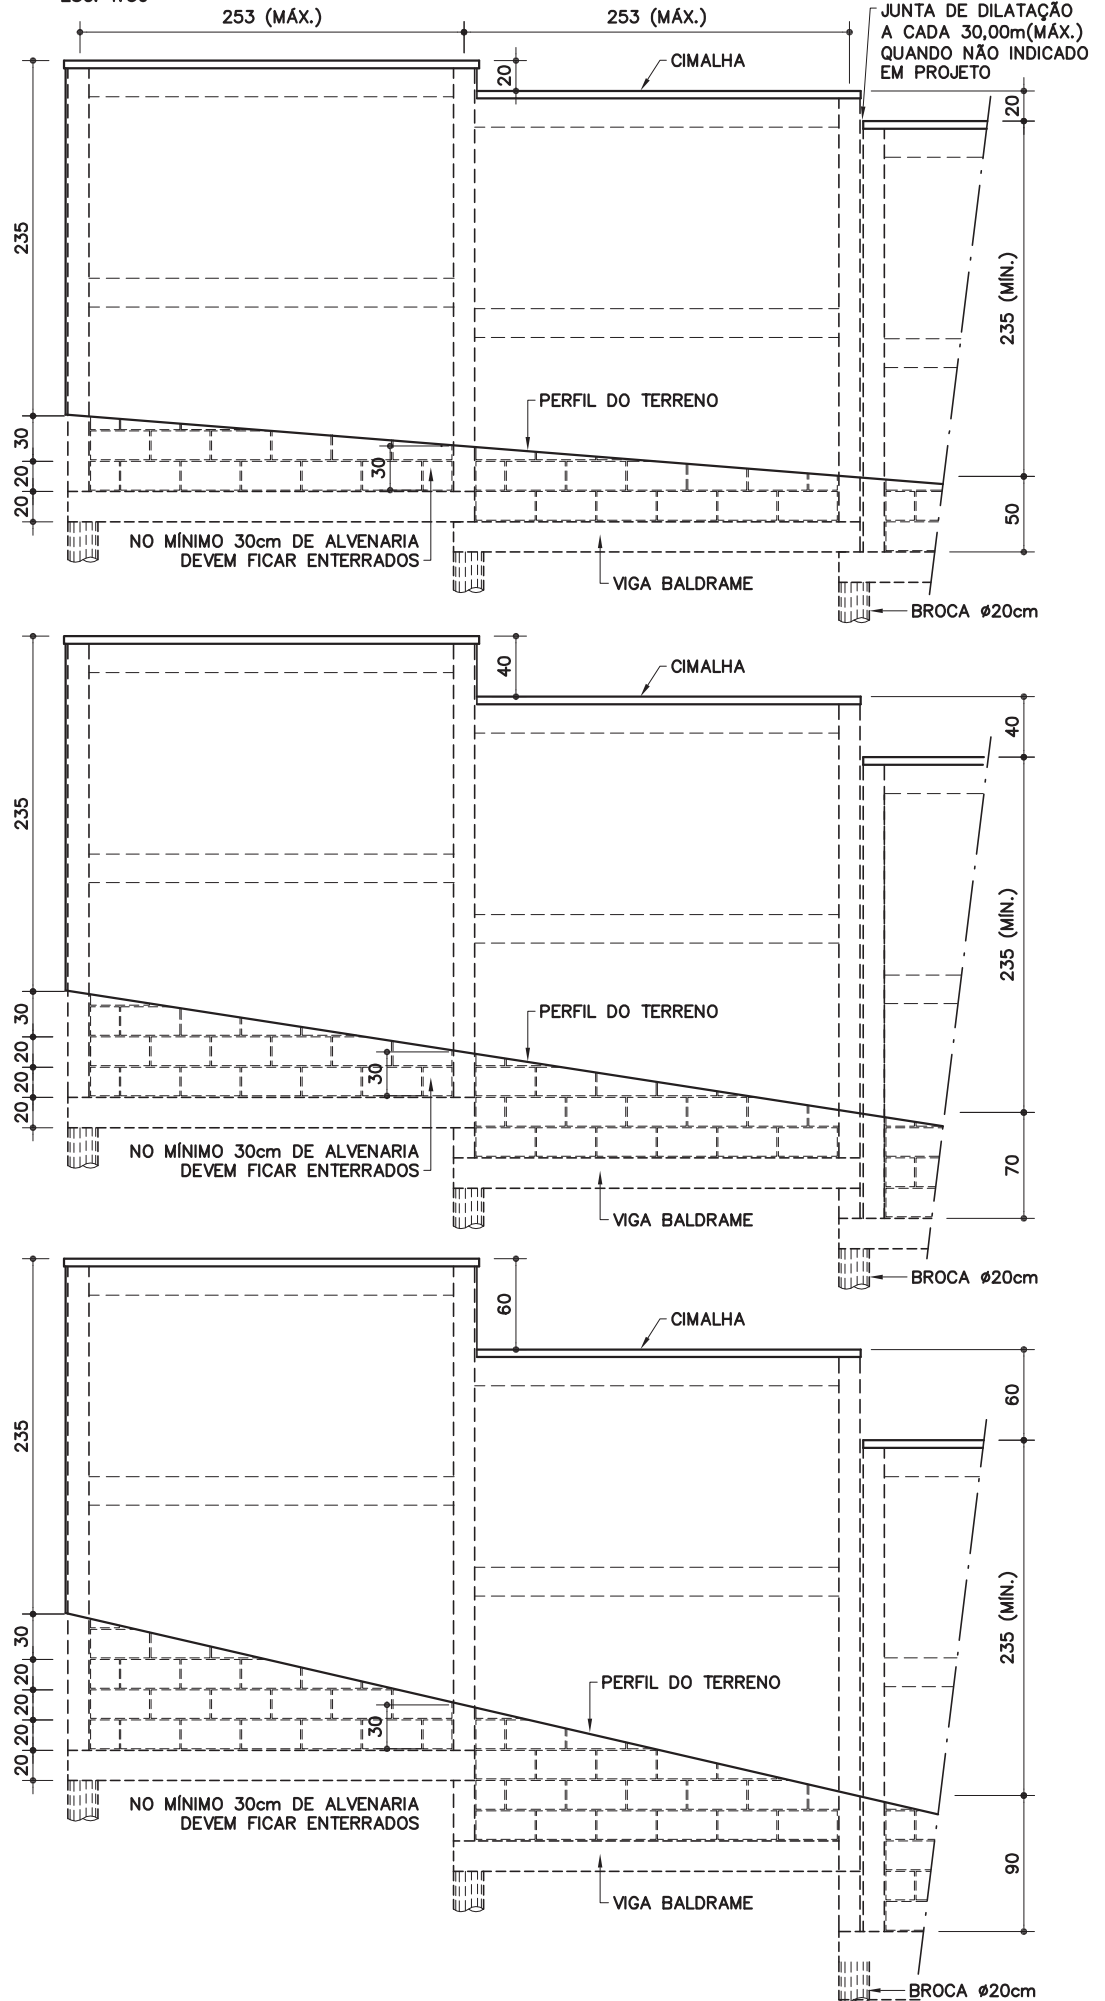 253 (MÁX.)
253 (MÁX.)
JUNTA DE DILATAÇÃO
A CADA 30,00m(MÁX.)
QUANDO NÃO INDICADO
EM PROJETO
20
CIMALHA
20
235
235 (MÍN.)
PERFIL DO TERRENO
30
30
20
20
50
NO MÍNIMO 30cm DE ALVENARIA
DEVEM FICAR ENTERRADOS
VIGA BALDRAME
BROCA ø20cm
40
CIMALHA
40
235
235 (MÍN.)
PERFIL DO TERRENO
30
20
30
20
20
70
NO MÍNIMO 30cm DE ALVENARIA
DEVEM FICAR ENTERRADOS
VIGA BALDRAME
BROCA ø20cm
60
CIMALHA
60
235
235 (MÍN.)
PERFIL DO TERRENO
30
20
20
30
20
20
90
NO MÍNIMO 30cm DE ALVENARIA
DEVEM FICAR ENTERRADOS
VIGA BALDRAME
BROCA ø20cm